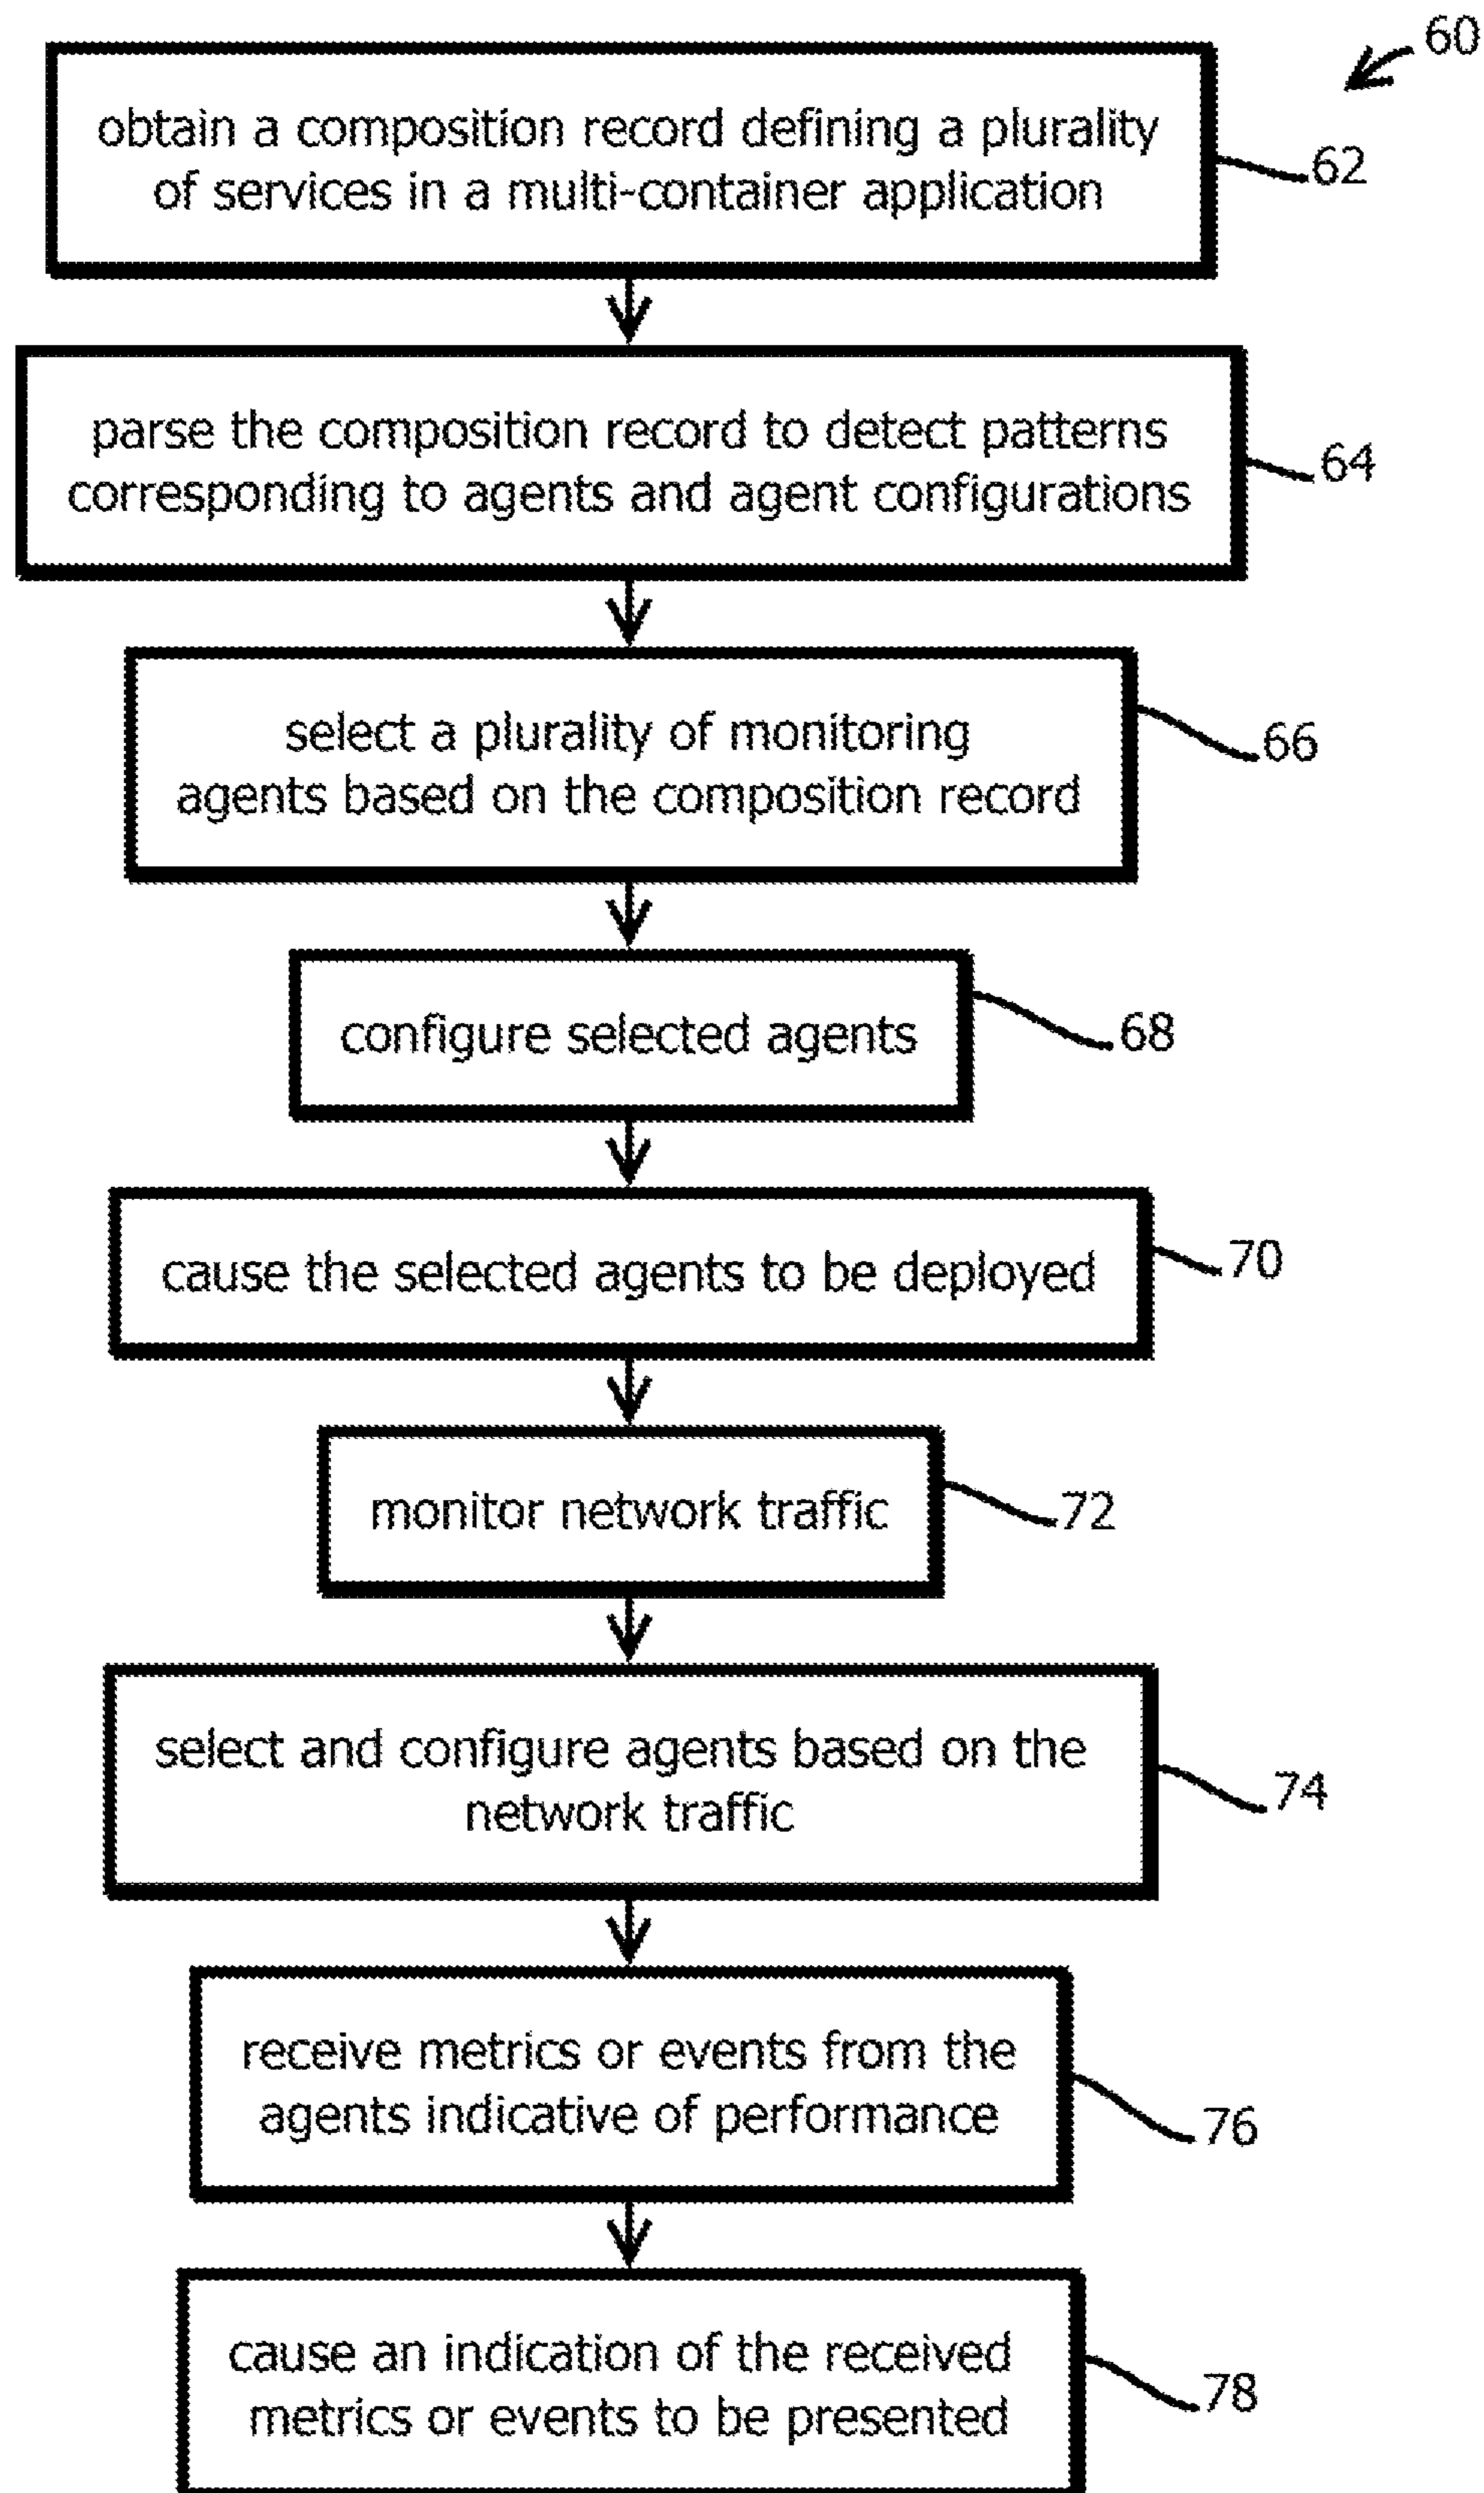 60
obtain a composition record defining a plurality
of services in a multi-container application
62
parse the composition record to detect patterns
corresponding to agents and agent configurations
64
select a plurality of monitoring
agents based on the composition record
66
configure selected agents
68
cause the selected agents to be deployed
70
monitor network traffic
72
select and configure agents based on the
network traffic
74
receive metrics or events from the
agents indicative of performance
76
cause an indication of the received
metrics or events to be presented
78